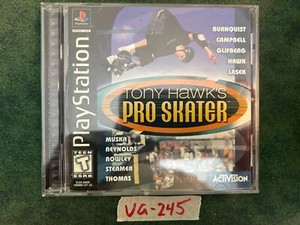 PlayStation
BURNQUIST
CAMPBELL
GLIFBERG
HAWK
LASEK
TONY HAWK'S
PRO SKATER
MUSKA
REYNOLDS
ROWLEY
STEAMER
THOMAS
TEEN
T
ESRB
ACTIVISION
VG-245